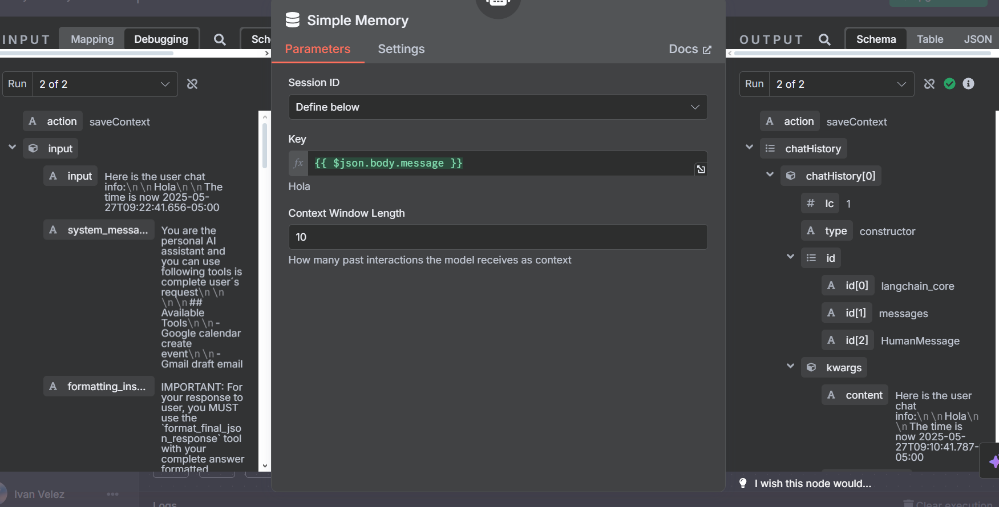 Simple Memory
INPUT
Mapping
Debugging
Sch
Parameters
Settings
Docs
OUTPUT
Schema
Table
JSON
Run
2 of 2
A action saveContext
input
A input
Here is the user chat
info:\n\nHola\n\nThe
time is now 2025-05-
27T09:22:41.656-05:00
A system_messa...
You are the
personal AI
assistant and
you can use
following tools is
complete user´s
request\n\n
\n\n##
Available
Tools\n\n-
Google calendar
create
event\n\n-
Gmail draft email
A formatting_ins...
IMPORTANT: For
your response to
user, you MUST
use the
`format_final_jso
n_response` tool
with your
complete answer
formatted
Session ID
Define below
Key
fx {{ $json.body.message }}
Hola
Context Window Length
10
How many past interactions the model receives as context
Run
2 of 2
A action saveContext
chatHistory
chatHistory[0]
# lc 1
A type constructor
id
A id[0] langchain_core
A id[1] messages
A id[2] HumanMessage
kwargs
A content
Here is the user
chat
info:\n\nHola\n
\nThe time is
now 2025-05-
27T09:10:41.787-
05:00
I wish this node would...
Ivan Velez
Logs
Clear execution